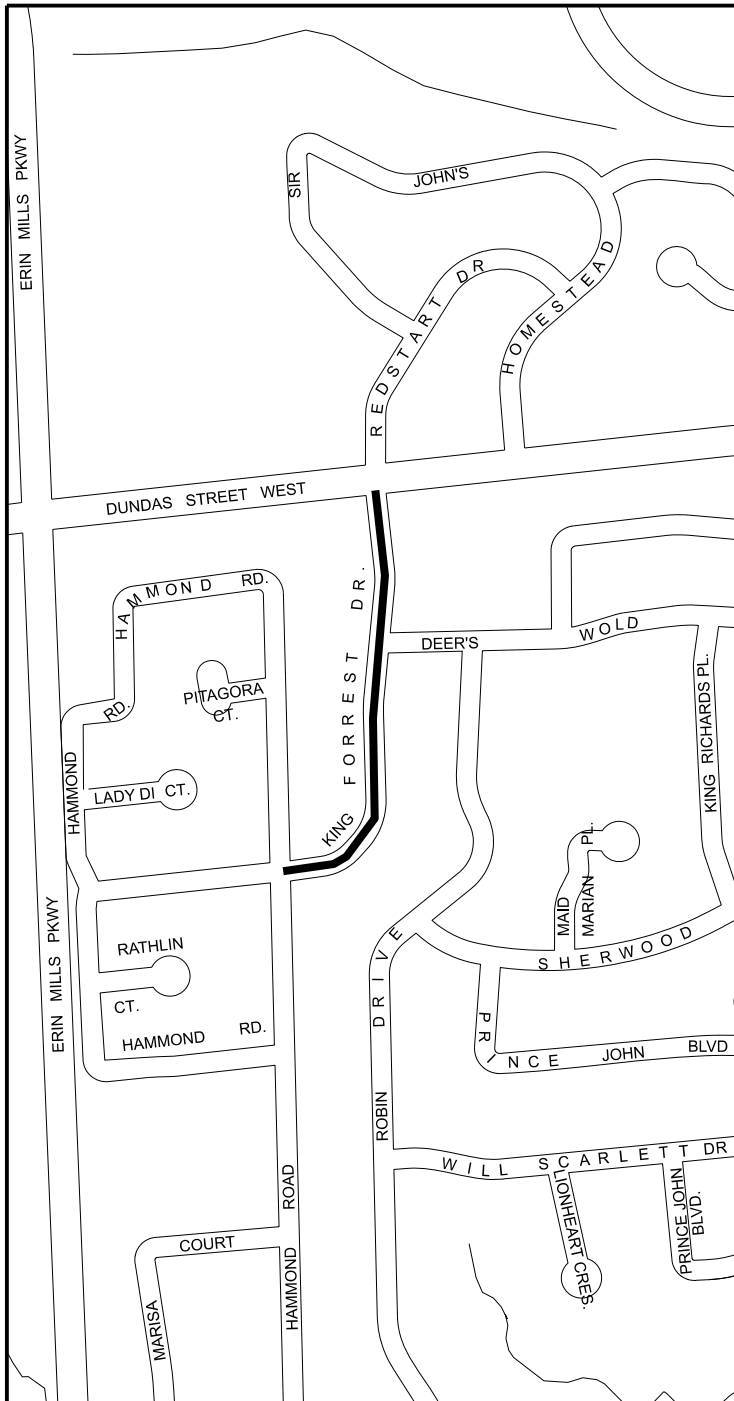 ERIN MILLS PKWY
SIR
JOHN'S
HOMESTEAD
REDSTART DR
DUNDAS STREET WEST
HAMMOND RD.
KING FORREST DR.
DEER'S
WOLD
PITAGORA
CT.
RD.
HAMMOND
LADY DI CT.
KING RICHARDS PL.
MAID
MARIAN PL.
ERIN MILLS PKWY
RATHLIN
CT.
HAMMOND RD.
ROBIN DRIVE
SHERWOOD
PRINCE JOHN BLVD
WILL SCARLETT DR
LIONHEART CRES.
PRINCE JOHN
BLVD.
HAMMOND ROAD
MARISA COURT